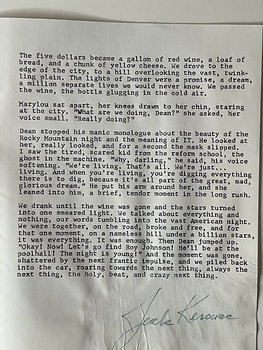 The five dollars became a gallon of red wine, a loaf of
bread, and a chunk of yellow cheese. We drove to the
edge of the city, to a hill overlooking the vast, twink-
ling plain. The lights of Denver were a promise, a dream,
a million separate lives we would never know. We passed
the wine, the bottle glugging in the cold air.
Marylou sat apart, her knees drawn to her chin, staring
at the city. "What are we doing, Dean?" she asked, her
voice small. "Really doing?"
Dean stopped his manic monologue about the beauty of the
Rocky Mountain night and the meaning of IT. He looked at
her, really looked, and for a second the mask slipped.
I saw the tired, scared kid from the reform school, the
ghost in the machine. "Why, darling," he said, his voice
softening. "We're living. That's all. We're just...
living. And when you're living, you're digging everything
there is to dig, because it's all part of the great, mad,
glorious dream." He put his arm around her, and she
leaned into him, a brief, tender moment in the long rush.
We drank until the wine was gone and the stars turned
into one smeared light. We talked about everything and
nothing, our words tumbling into the vast American night.
We were together, on the road, broke and free, and for
that one moment, on a nameless hill under a billion stars,
it was everything. It was enough. Then Dean jumped up.
"Okay! Now! Let's go find Roy Johnson! He'll be at the
poolhall! The night is young!" And the moment was gone,
shattered by the next frantic impulse, and we piled back
into the car, roaring towards the next thing, always the
next thing, the holy, beat, and crazy next thing.
Jack Kerouac